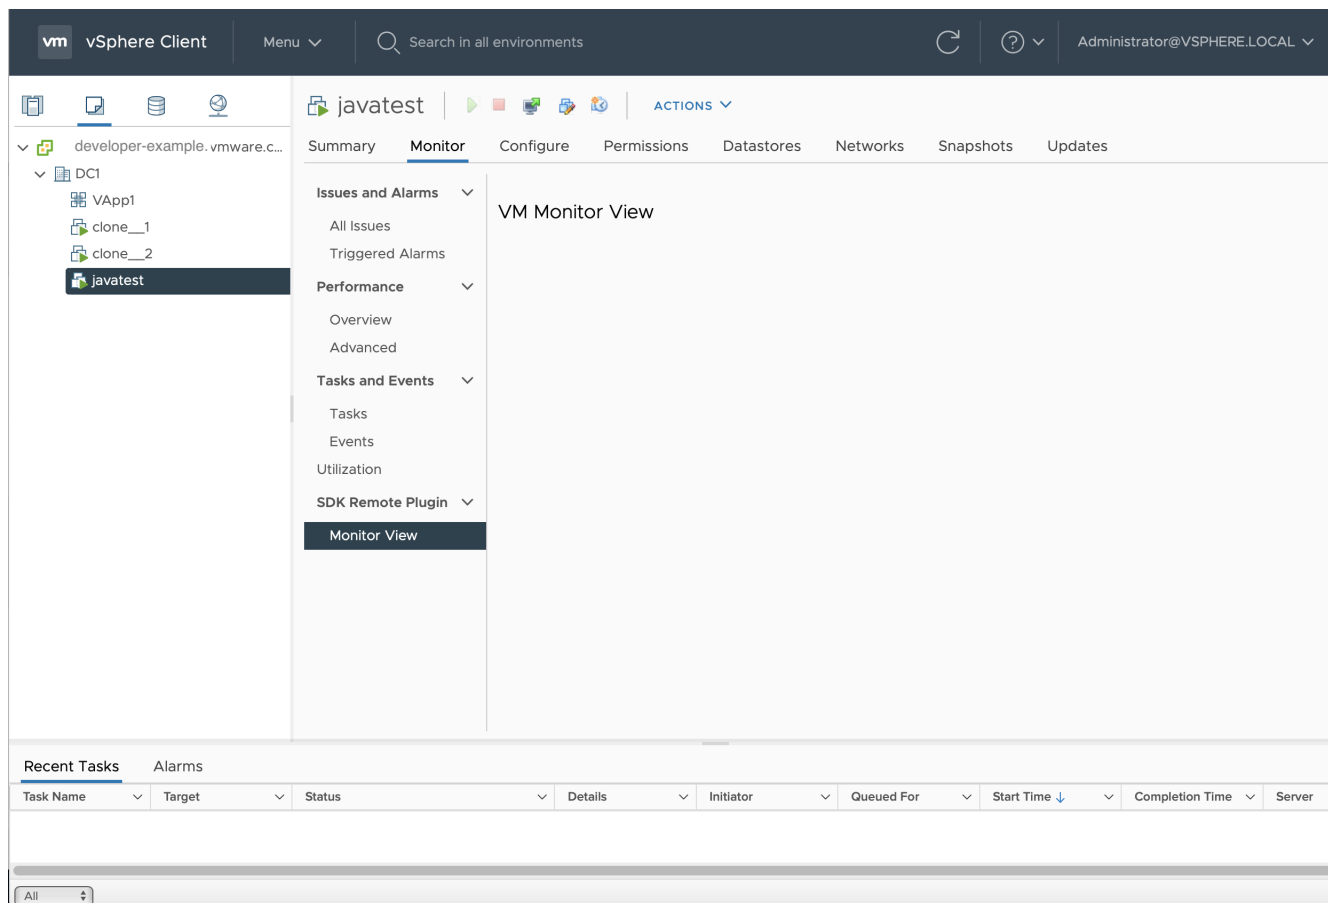 vm vSphere Client Menu Search in all environments ? Administrator@VSPHERE.LOCAL
javatest ACTIONS
developer-example.vmware.c...
DC1
VApp1
clone__1
clone__2
javatest
Summary Monitor Configure Permissions Datastores Networks Snapshots Updates
Issues and Alarms
All Issues
Triggered Alarms
Performance
Overview
Advanced
Tasks and Events
Tasks
Events
Utilization
SDK Remote Plugin
Monitor View
VM Monitor View
Recent Tasks Alarms
Task Name Target Status Details Initiator Queued For Start Time Completion Time Server
All